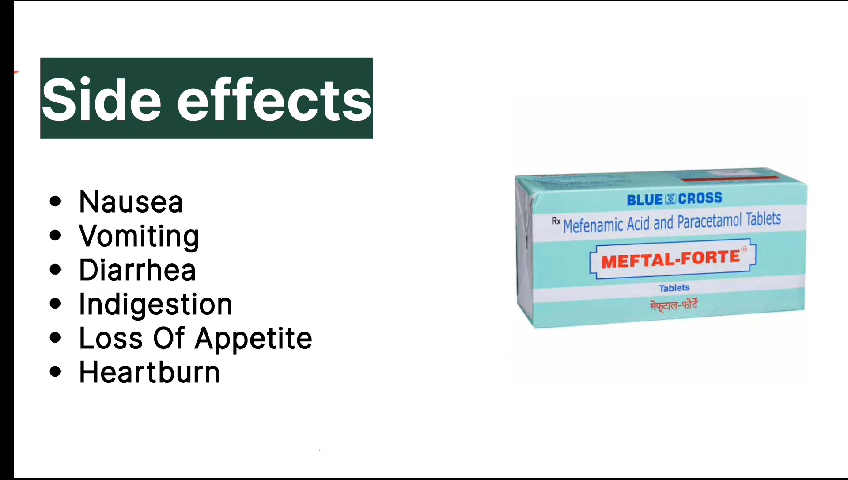 Side effects
• Nausea
• Vomiting
• Diarrhea
• Indigestion
• Loss Of Appetite
• Heartburn
BLUE CROSS
Rx Mefenamic Acid and Paracetamol Tablets
MEFTAL-FORTE®
Tablets
मेफ्टाल-फोर्टे